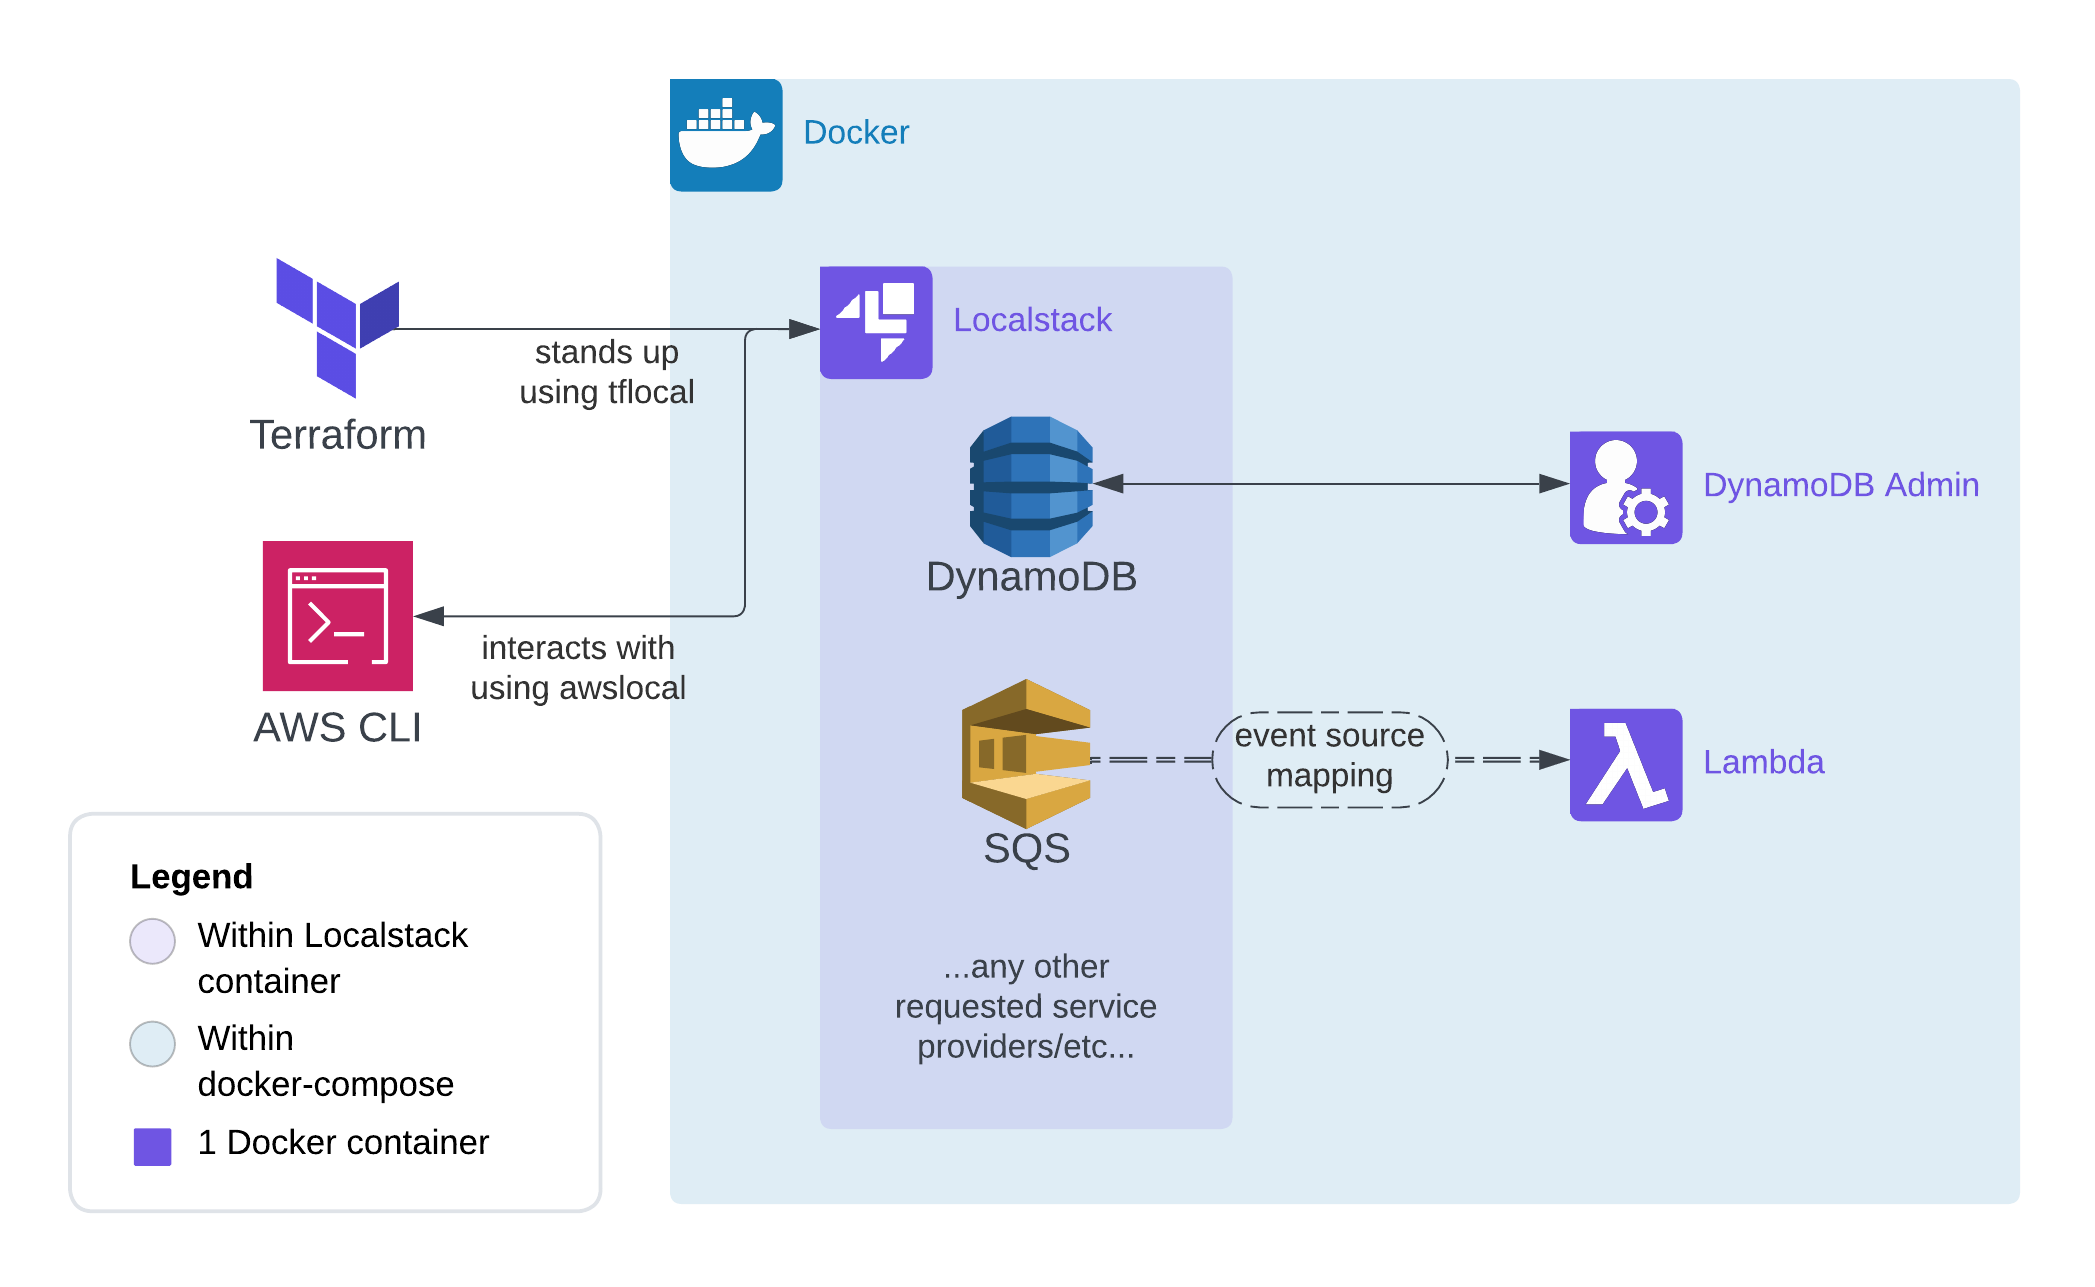 Docker
Localstack
stands up
using tflocal
Terraform
DynamoDB Admin
DynamoDB
interacts with
using awslocal
AWS CLI
event source
mapping
Lambda
SQS
...any other
requested service
providers/etc...
Legend
Within Localstack
container
Within
docker-compose
1 Docker container